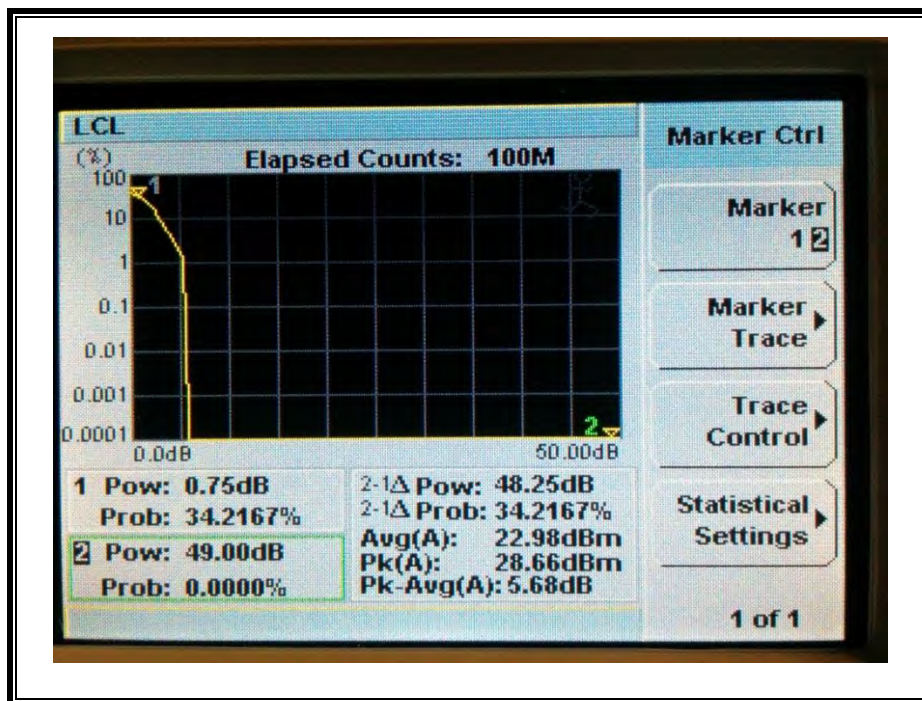 LCL
(%) Elapsed Counts: 100M
100
1
10
1
0.1
0.01
0.001
0.0001
2
0.0dB 50.00dB
1 Pow: 0.75dB
Prob: 34.2167%
2 Pow: 49.00dB
Prob: 0.0000%
2-1Δ Pow: 48.25dB
2-1Δ Prob: 34.2167%
Avg(A): 22.98dBm
Pk(A): 28.66dBm
Pk-Avg(A): 5.68dB
Marker Ctrl
Marker
1 2
Marker
Trace
Trace
Control
Statistical
Settings
1 of 1